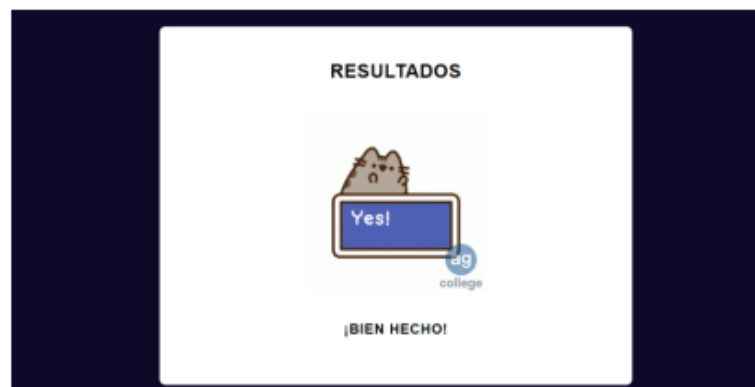 RESULTADOS
Yes!
ag
college
¡BIEN HECHO!